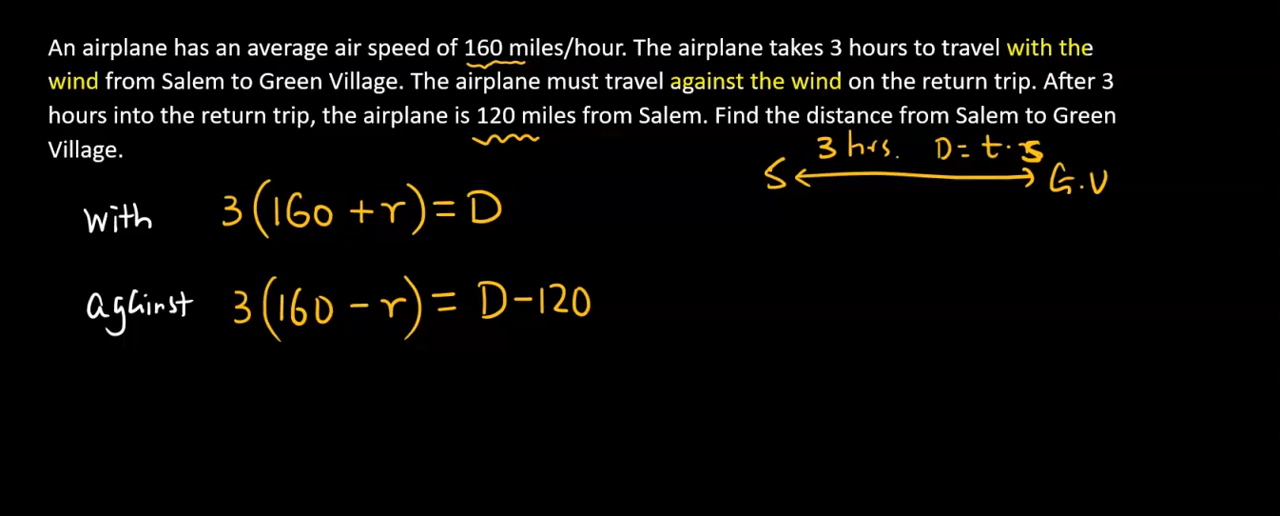 An airplane has an average air speed of 160 miles/hour. The airplane takes 3 hours to travel with the
wind from Salem to Green Village. The airplane must travel against the wind on the return trip. After 3
hours into the return trip, the airplane is 120 miles from Salem. Find the distance from Salem to Green
Village.
3 hrs. D = t · s
S G.V
With 3(160 + r) = D
against 3(160 - r) = D - 120